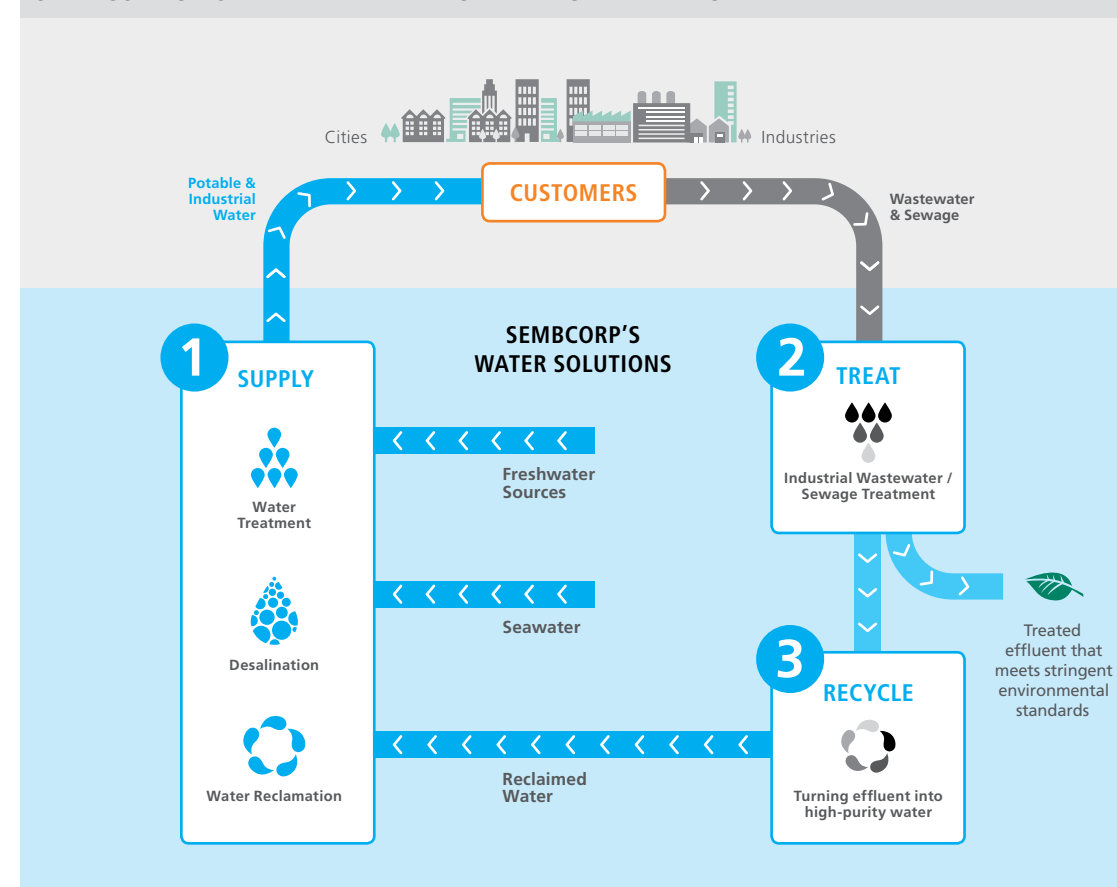 Cities
Industries
Potable &
Industrial
Water
CUSTOMERS
Wastewater
& Sewage
SEMBCORP'S
WATER SOLUTIONS
1
SUPPLY
Water
Treatment
Desalination
Water Reclamation
Freshwater
Sources
Seawater
Reclaimed
Water
2
TREAT
Industrial Wastewater /
Sewage Treatment
Treated
effluent that
meets stringent
environmental
standards
3
RECYCLE
Turning effluent into
high-purity water